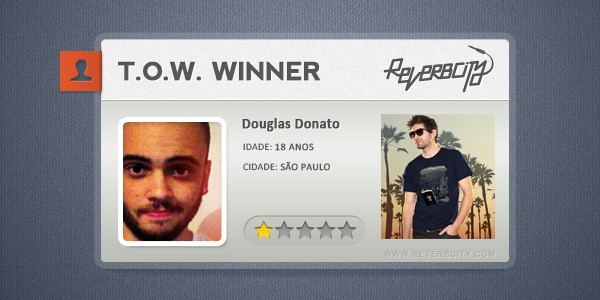 T.O.W. WINNER
REVERBCITY
Douglas Donato
IDADE: 18 ANOS
CIDADE: SÃO PAULO
WWW.REVERBCITY.COM